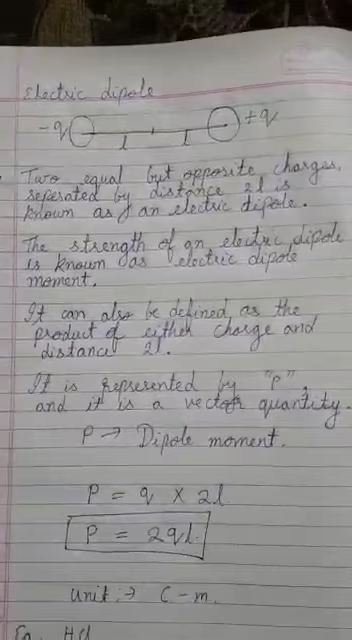 Electric dipole
-q +q
l l
Two equal but opposite charges,
seperated by distance 2l is
known as an electric dipole.
The strength of an electric dipole
is known as electric dipole
moment.
It can also be defined as the
product of either charge and
distance 2l.
It is represented by "P",
and it is a vector quantity.
P → Dipole moment.
P = q × 2l
P = 2ql.
unit :→ C-m.
Eg. HCl